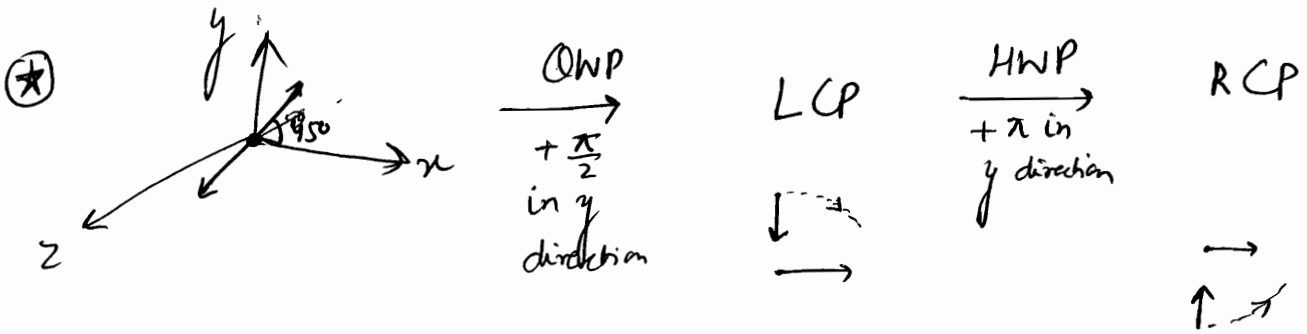 y
45°
x
z
QWP
+ π/2
in y
direction
LCP
HWP
+ π in
y direction
RCP